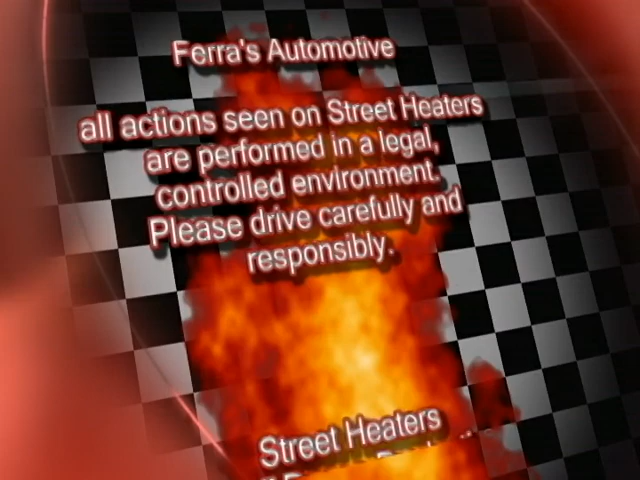 Ferra's Automotive
all actions seen on Street Heaters
are performed in a legal,
controlled environment.
Please drive carefully and
responsibly.
Street Heaters